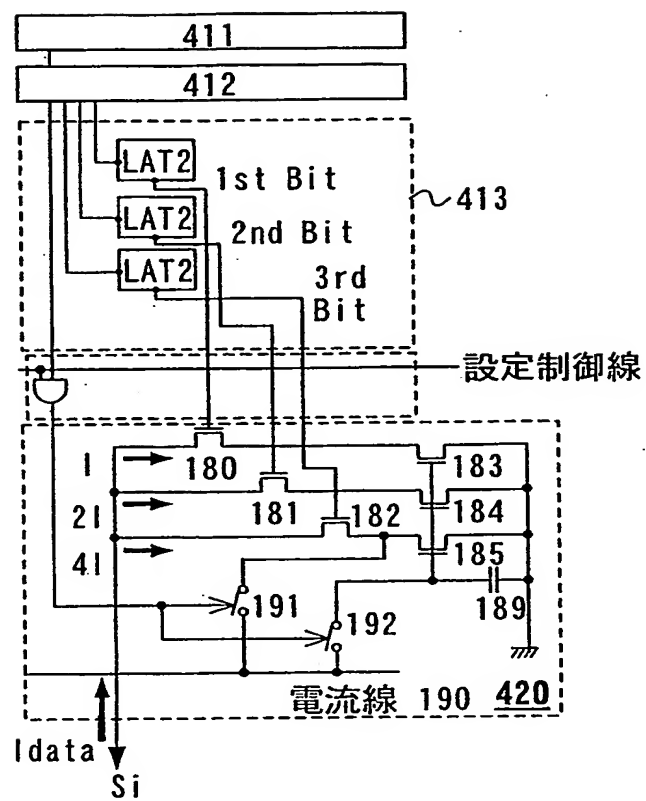 411
412
LAT2
1st Bit
413
LAT2
2nd Bit
LAT2
3rd
Bit
設定制御線
I
180
183
2I
181
182
184
4I
185
191
192
189
電流線 190 420
Idata
Si